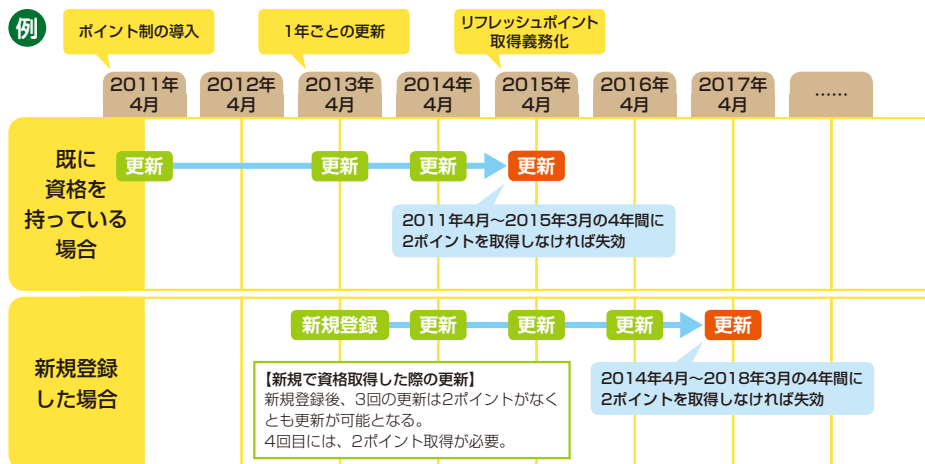 例
ポイント制の導入
1年ごとの更新
リフレッシュポイント
取得義務化
2011年
4月
2012年
4月
2013年
4月
2014年
4月
2015年
4月
2016年
4月
2017年
4月
……
既に
資格を
持っている
場合
更新
更新
更新
更新
2011年4月～2015年3月の4年間に
2ポイントを取得しなければ失効
新規登録
した場合
新規登録
更新
更新
更新
更新
【新規で資格取得した際の更新】
新規登録後、3回の更新は2ポイントがなく
とも更新が可能となる。
4回目には、2ポイント取得が必要。
2014年4月～2018年3月の4年間に
2ポイントを取得しなければ失効